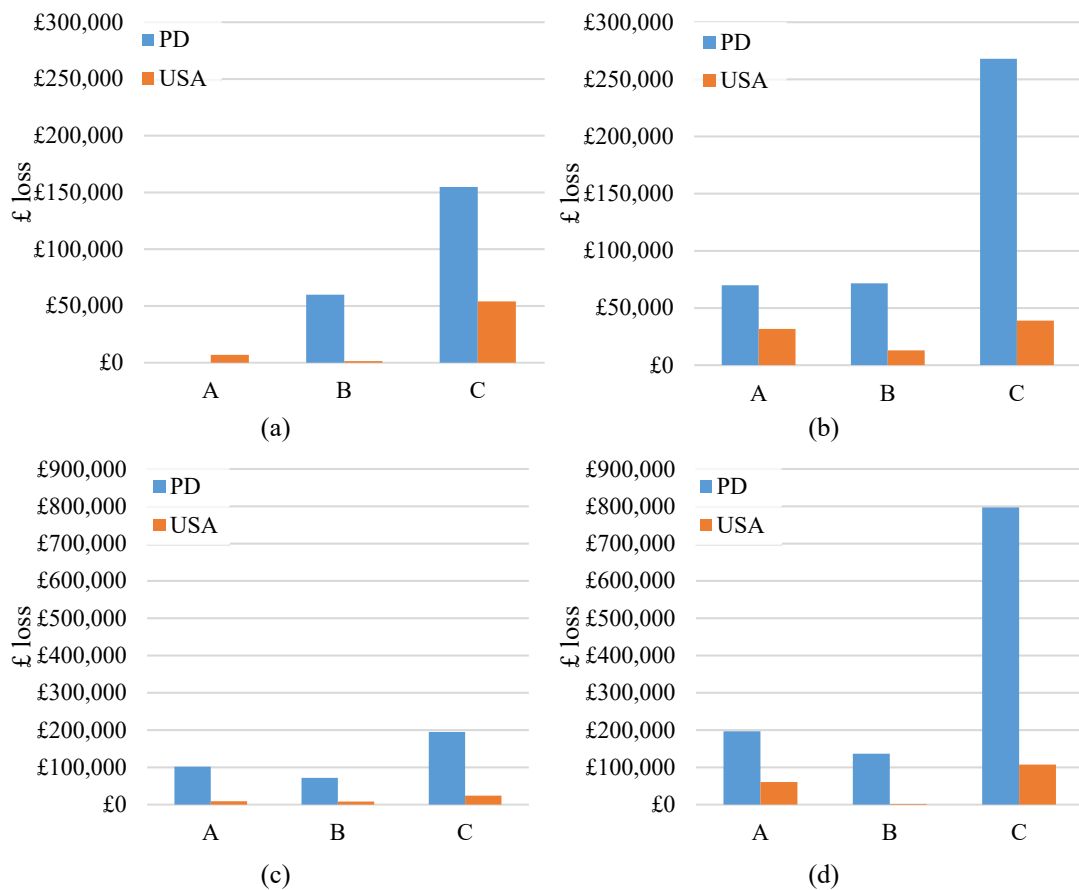 £300,000
£250,000
£200,000
£150,000
£100,000
£50,000
£0
£ loss
PD
USA
A B C
(a)
£300,000
£250,000
£200,000
£150,000
£100,000
£50,000
£0
£ loss
PD
USA
A B C
(b)
£900,000
£800,000
£700,000
£600,000
£500,000
£400,000
£300,000
£200,000
£100,000
£0
£ loss
PD
USA
A B C
(c)
£900,000
£800,000
£700,000
£600,000
£500,000
£400,000
£300,000
£200,000
£100,000
£0
£ loss
PD
USA
A B C
(d)